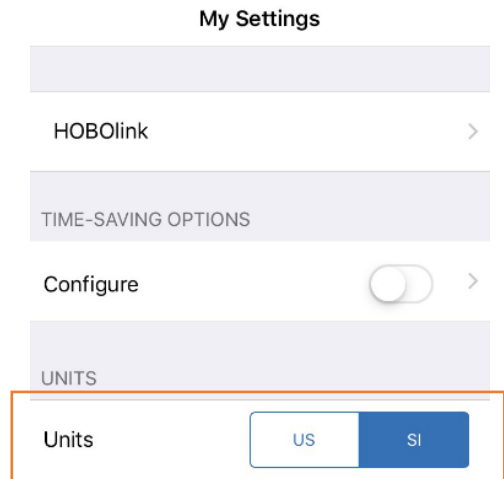 My Settings
HOBOlink
TIME-SAVING OPTIONS
Configure
UNITS
Units US SI